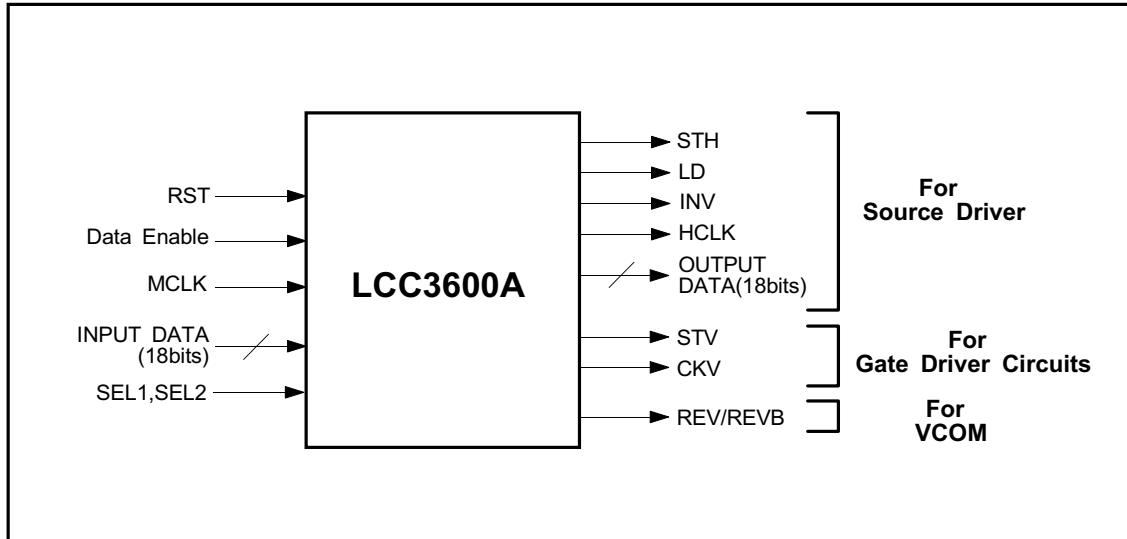 RST
Data Enable
MCLK
INPUT DATA
(18bits)
SEL1,SEL2
LCC3600A
STH
LD
INV
HCLK
OUTPUT
DATA(18bits)
STV
CKV
REV/REVB
For
Source Driver
For
Gate Driver Circuits
For
VCOM